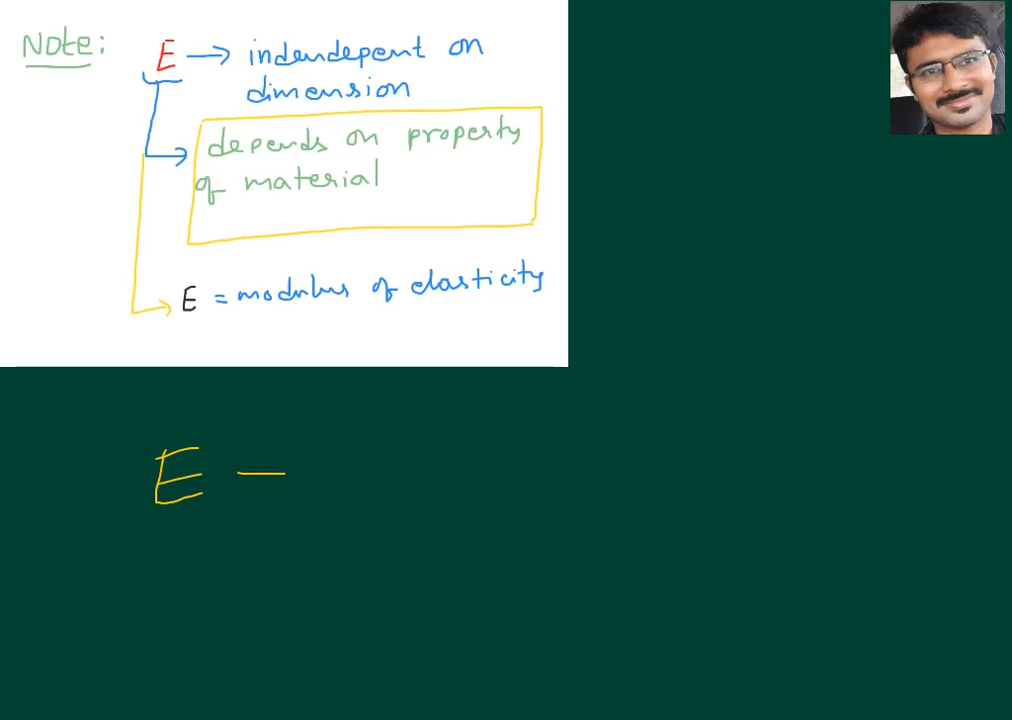 Note: E → indendepent on
dimension
depends on property
of material
E = modulus of elasticity
E —